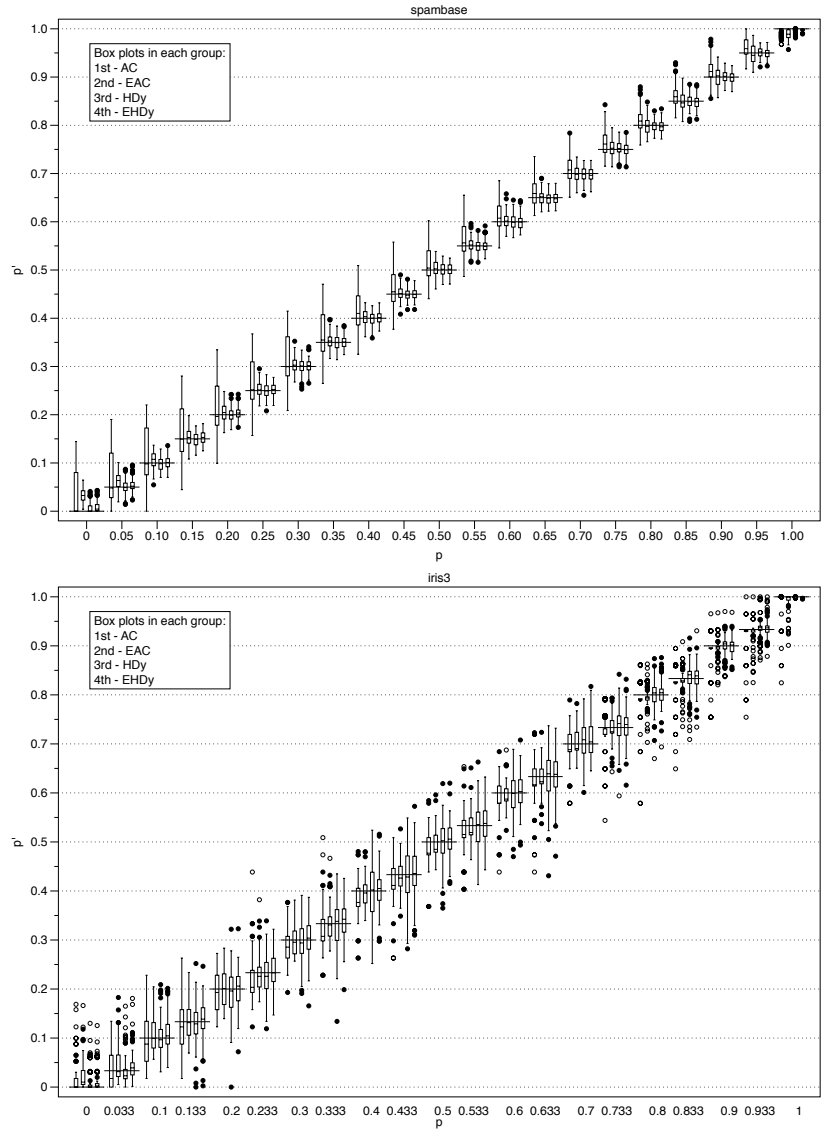 spambase
1.0
0.9
0.8
0.7
0.6
0.5
0.4
0.3
0.2
0.1
0
p'
Box plots in each group:
1st - AC
2nd - EAC
3rd - HDy
4th - EHDy
0 0.05 0.10 0.15 0.20 0.25 0.30 0.35 0.40 0.45 0.50 0.55 0.60 0.65 0.70 0.75 0.80 0.85 0.90 0.95 1.00
p
iris3
1.0
0.9
0.8
0.7
0.6
0.5
0.4
0.3
0.2
0.1
0
p'
Box plots in each group:
1st - AC
2nd - EAC
3rd - HDy
4th - EHDy
0 0.033 0.1 0.133 0.2 0.233 0.3 0.333 0.4 0.433 0.5 0.533 0.6 0.633 0.7 0.733 0.8 0.833 0.9 0.933 1
p